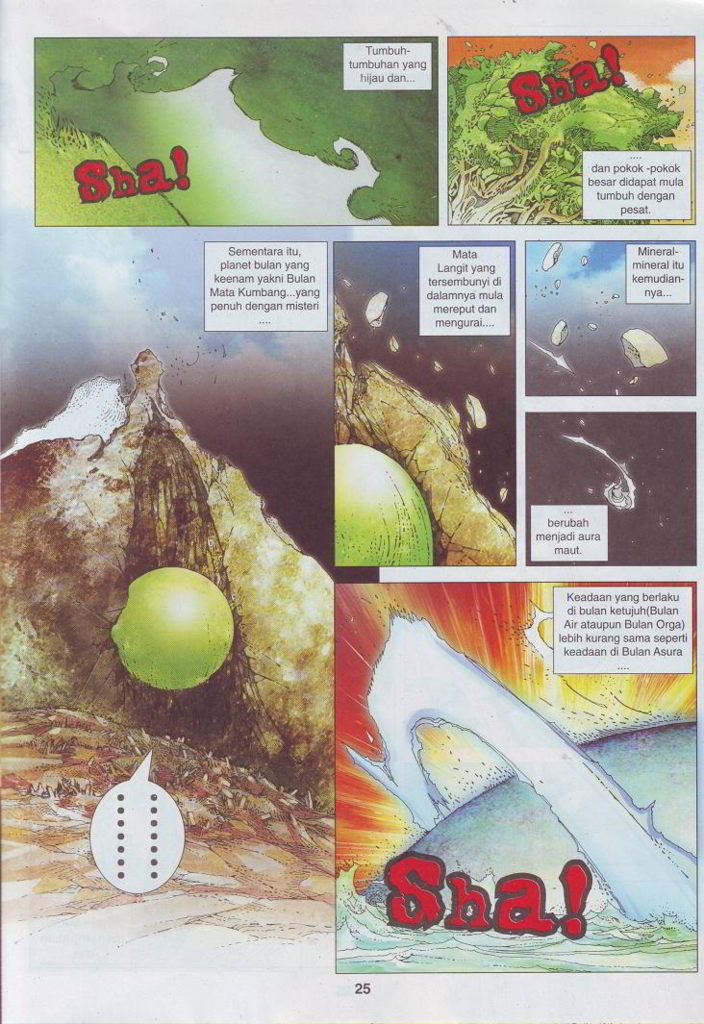 Tumbuh-
tumbuhan yang
hijau dan...
Sha!
Sha!
....
dan pokok -pokok
besar didapat mula
tumbuh dengan
pesat.
Sementara itu,
planet bulan yang
keenam yakni Bulan
Mata Kumbang...yang
penuh dengan misteri
....
Mata
Langit yang
tersembunyi di
dalamnya mula
mereput dan
mengurai....
Mineral-
mineral itu
kemudian-
nya...
...
berubah
menjadi aura
maut.
Keadaan yang berlaku
di bulan ketujuh(Bulan
Air ataupun Bulan Orga)
lebih kurang sama seperti
keadaan di Bulan Asura
....
Sha!
25